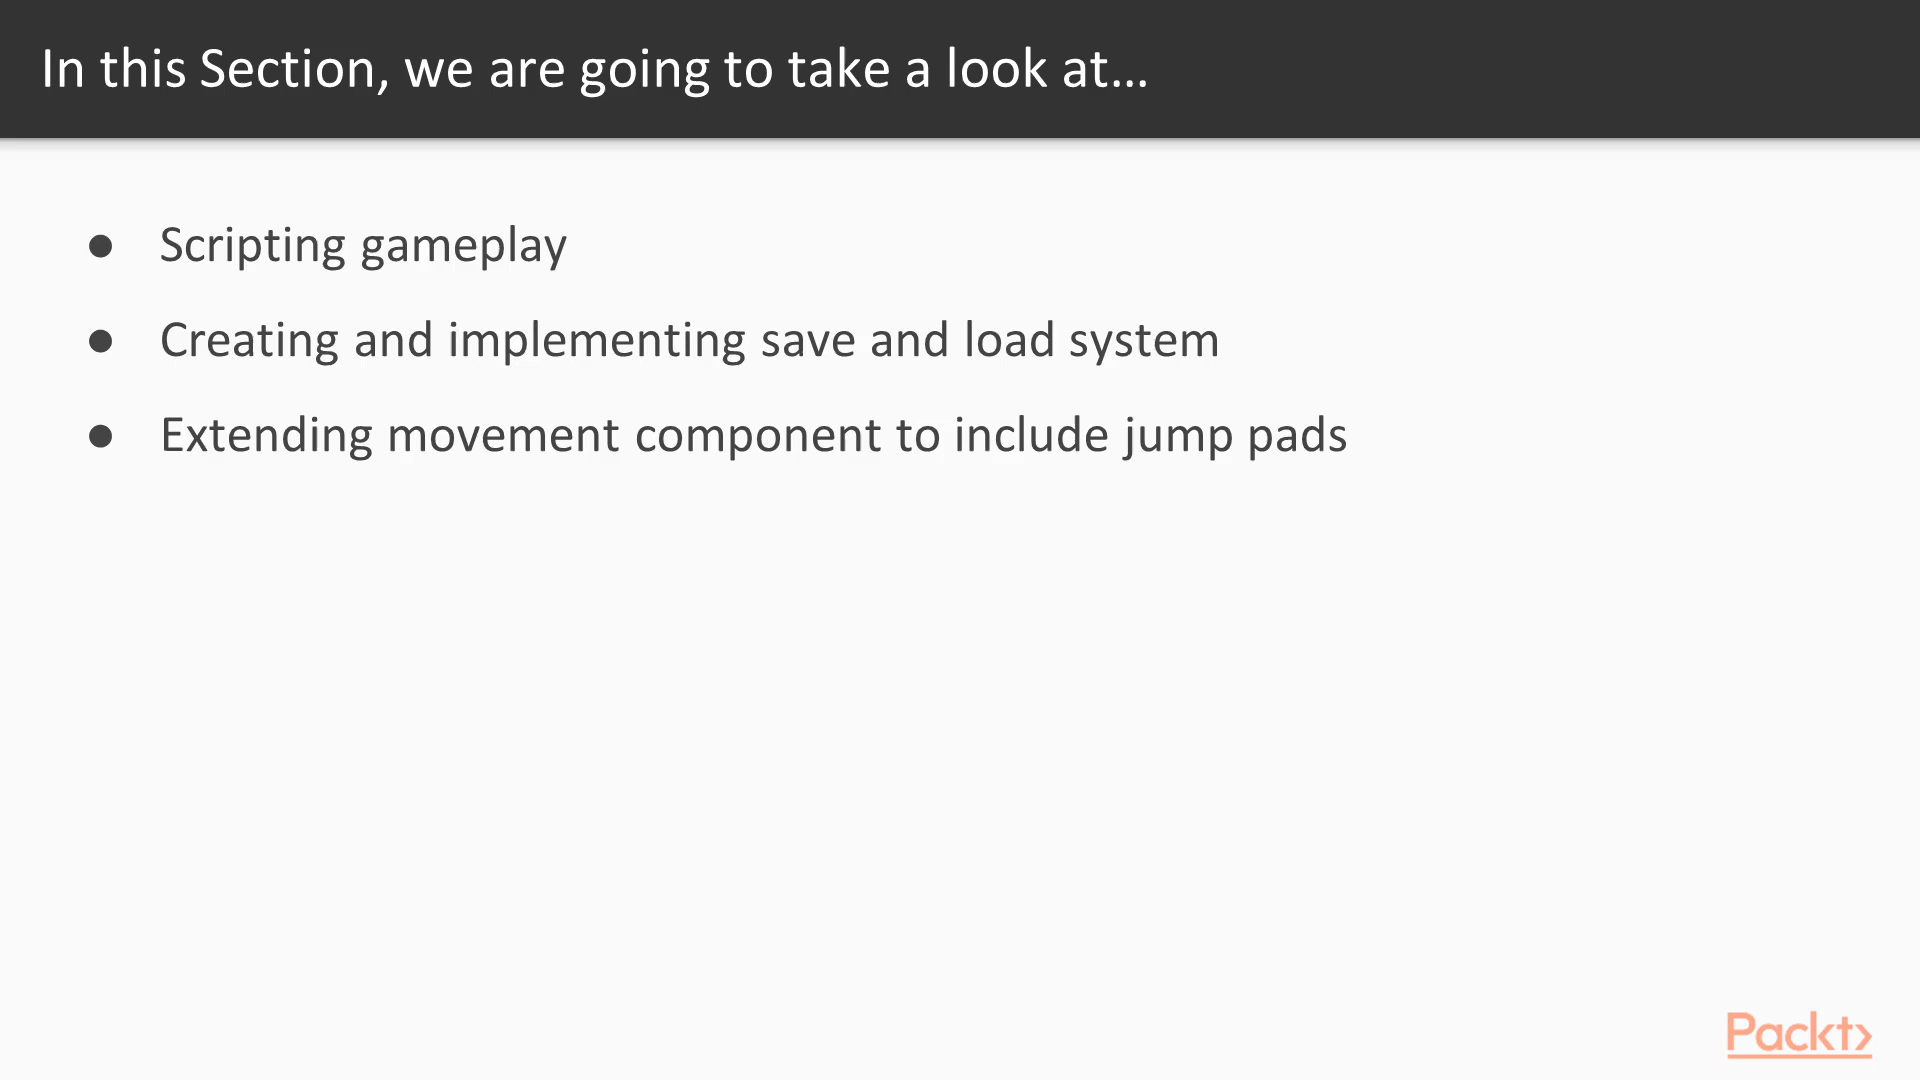 In this Section, we are going to take a look at...
● Scripting gameplay
● Creating and implementing save and load system
● Extending movement component to include jump pads
Packt>